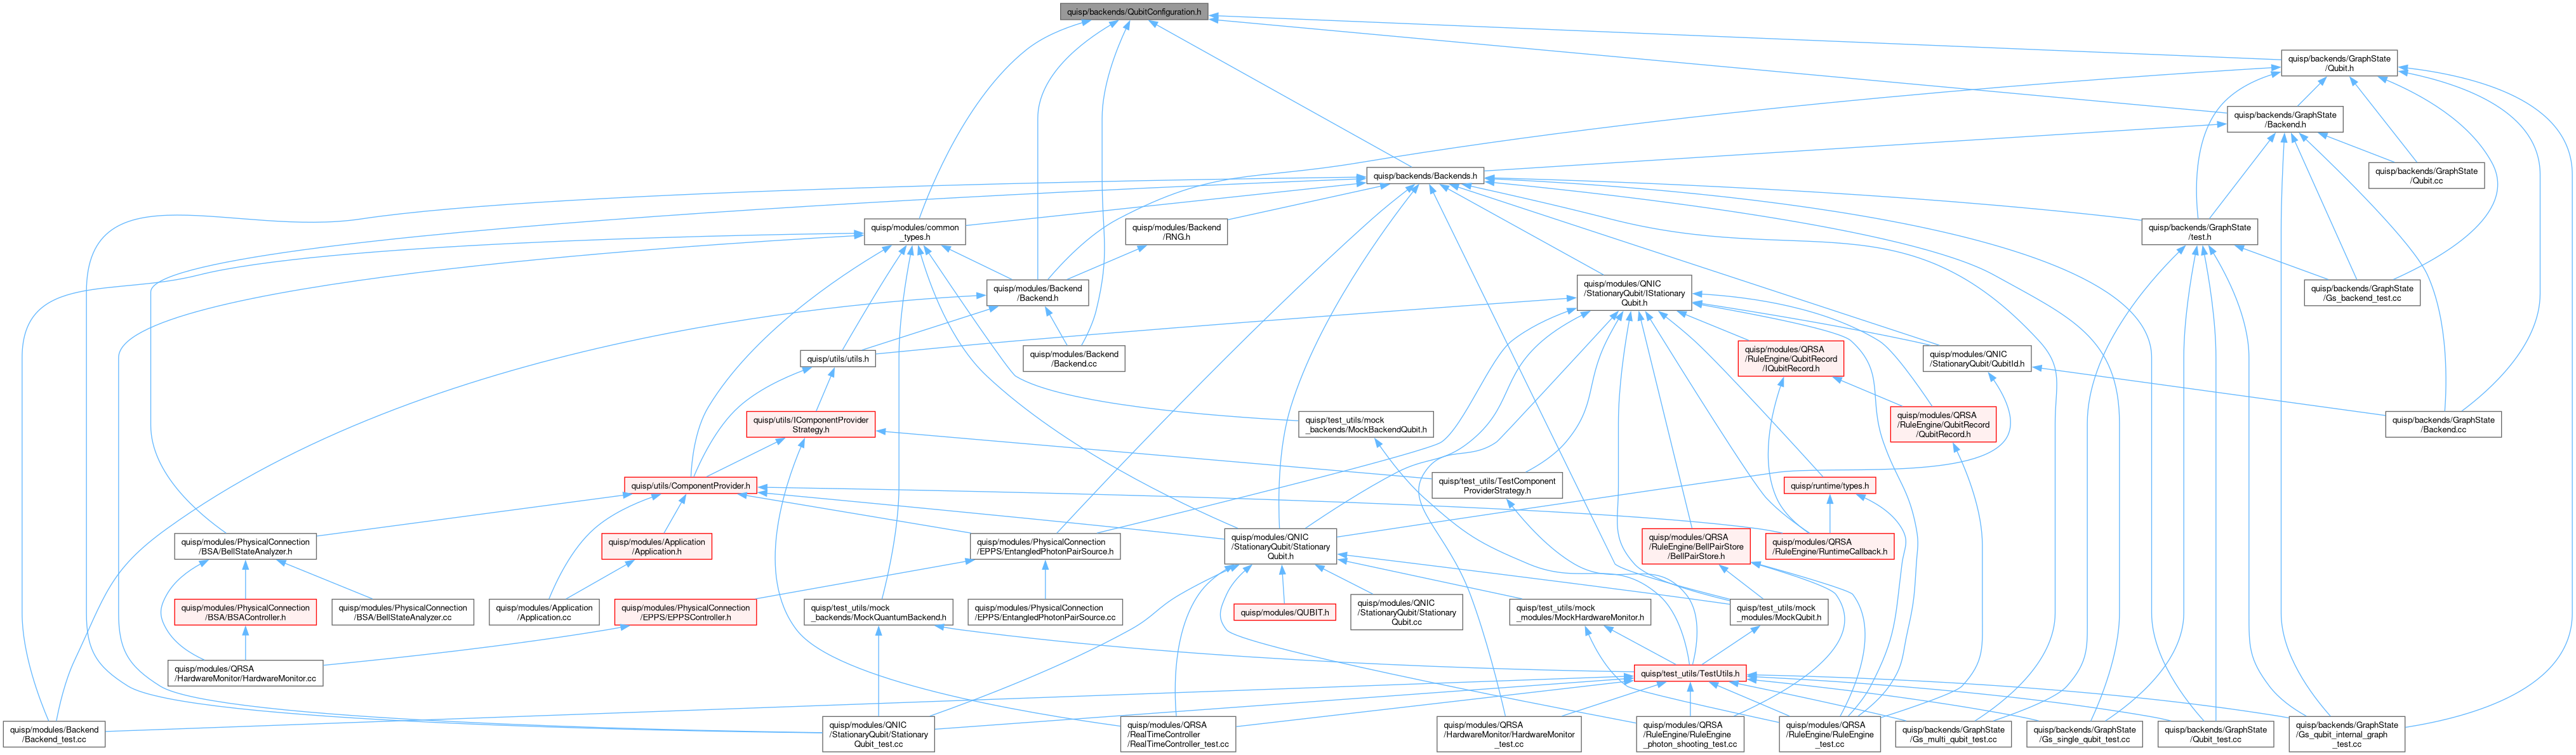 quisp/backends/QubitConfiguration.h
quisp/backends/GraphState
/Qubit.h
quisp/backends/GraphState
/Backend.h
quisp/backends/Backends.h
quisp/backends/GraphState
/Qubit.cc
quisp/modules/common
_types.h
quisp/modules/Backend
/RNG.h
quisp/backends/GraphState
/test.h
quisp/modules/Backend
/Backend.h
quisp/modules/QNIC
/StationaryQubit/IStationary
Qubit.h
quisp/backends/GraphState
/Gs_backend_test.cc
quisp/utils/utils.h
quisp/modules/Backend
/Backend.cc
quisp/modules/QRSA
/RuleEngine/QubitRecord
/IQubitRecord.h
quisp/modules/QNIC
/StationaryQubit/QubitId.h
quisp/utils/IComponentProvider
Strategy.h
quisp/test_utils/mock
_backends/MockBackendQubit.h
quisp/modules/QRSA
/RuleEngine/QubitRecord
/QubitRecord.h
quisp/backends/GraphState
/Backend.cc
quisp/utils/ComponentProvider.h
quisp/test_utils/TestComponent
ProviderStrategy.h
quisp/runtime/types.h
quisp/modules/PhysicalConnection
/BSA/BellStateAnalyzer.h
quisp/modules/Application
/Application.h
quisp/modules/PhysicalConnection
/EPPS/EntangledPhotonPairSource.h
quisp/modules/QNIC
/StationaryQubit/Stationary
Qubit.h
quisp/modules/QRSA
/RuleEngine/BellPairStore
/BellPairStore.h
quisp/modules/QRSA
/RuleEngine/RuntimeCallback.h
quisp/modules/PhysicalConnection
/BSA/BSAController.h
quisp/modules/PhysicalConnection
/BSA/BellStateAnalyzer.cc
quisp/modules/Application
/Application.cc
quisp/modules/PhysicalConnection
/EPPS/EPPSController.h
quisp/test_utils/mock
_backends/MockQuantumBackend.h
quisp/modules/PhysicalConnection
/EPPS/EntangledPhotonPairSource.cc
quisp/modules/QUBIT.h
quisp/modules/QNIC
/StationaryQubit/Stationary
Qubit.cc
quisp/test_utils/mock
_modules/MockHardwareMonitor.h
quisp/test_utils/mock
_modules/MockQubit.h
quisp/modules/QRSA
/HardwareMonitor/HardwareMonitor.cc
quisp/test_utils/TestUtils.h
quisp/modules/Backend
/Backend_test.cc
quisp/modules/QNIC
/StationaryQubit/Stationary
Qubit_test.cc
quisp/modules/QRSA
/RealTimeController
/RealTimeController_test.cc
quisp/modules/QRSA
/HardwareMonitor/HardwareMonitor
_test.cc
quisp/modules/QRSA
/RuleEngine/RuleEngine
_photon_shooting_test.cc
quisp/modules/QRSA
/RuleEngine/RuleEngine
_test.cc
quisp/backends/GraphState
/Gs_multi_qubit_test.cc
quisp/backends/GraphState
/Gs_single_qubit_test.cc
quisp/backends/GraphState
/Qubit_test.cc
quisp/backends/GraphState
/Gs_qubit_internal_graph
_test.cc